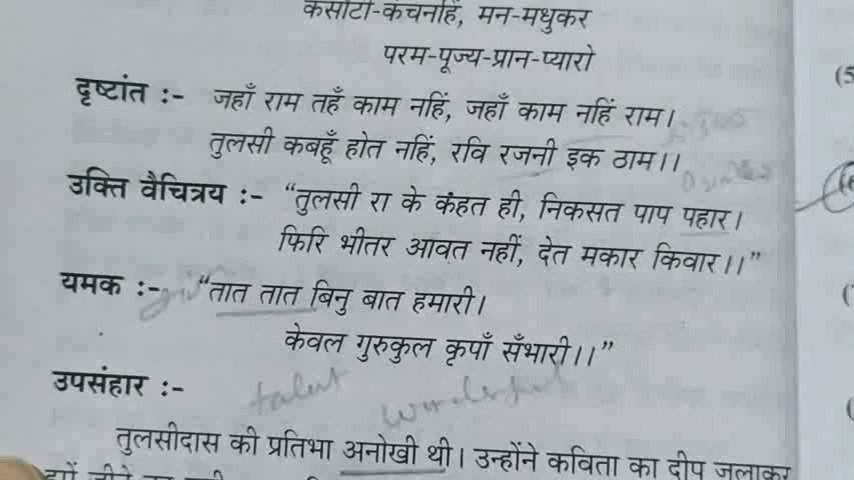 कसौटी-कंचनहिं, मन-मधुकर
परम-पूज्य-प्रान-प्यारो
दृष्टांत :- जहाँ राम तहँ काम नहिं, जहाँ काम नहिं राम।
तुलसी कबहूँ होत नहिं, रवि रजनी इक ठाम।।
उक्ति वैचित्रय :- “तुलसी रा के कंहत ही, निकसत पाप पहार।
फिरि भीतर आवत नहीं, देत मकार किवार।।”
यमक :- “तात तात बिनु बात हमारी।
केवल गुरुकुल कृपाँ सँभारी।।”
उपसंहार :-
talent wonderful
तुलसीदास की प्रतिभा अनोखी थी। उन्होंने कविता का दीप जलाकर